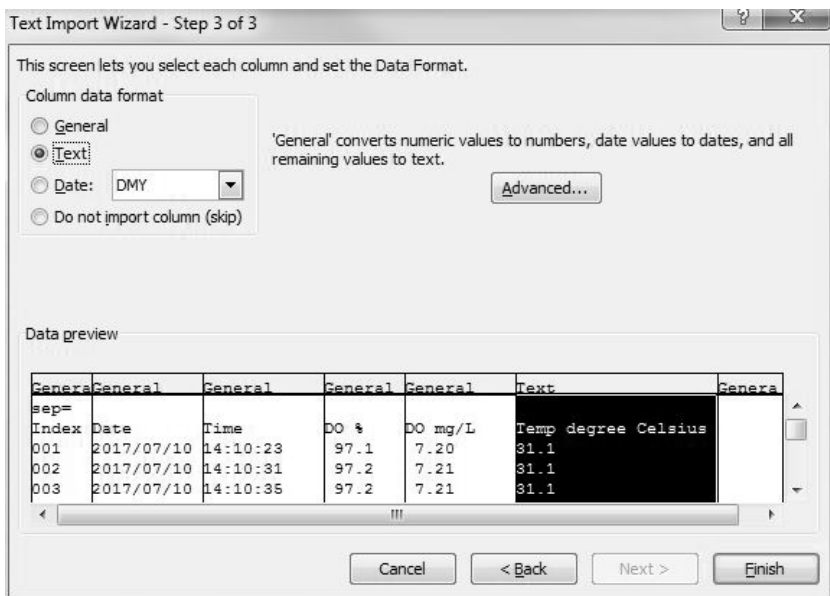 Text Import Wizard - Step 3 of 3
This screen lets you select each column and set the Data Format.
Column data format
General
Text
Date: DMY
Do not import column (skip)
'General' converts numeric values to numbers, date values to dates, and all
remaining values to text.
Advanced...
Data preview
Genera General General General General Text Genera
sep=
Index Date Time DO % DO mg/L Temp degree Celsius
001 2017/07/10 14:10:23 97.1 7.20 31.1
002 2017/07/10 14:10:31 97.2 7.21 31.1
003 2017/07/10 14:10:35 97.2 7.21 31.1
Cancel < Back Next > Finish